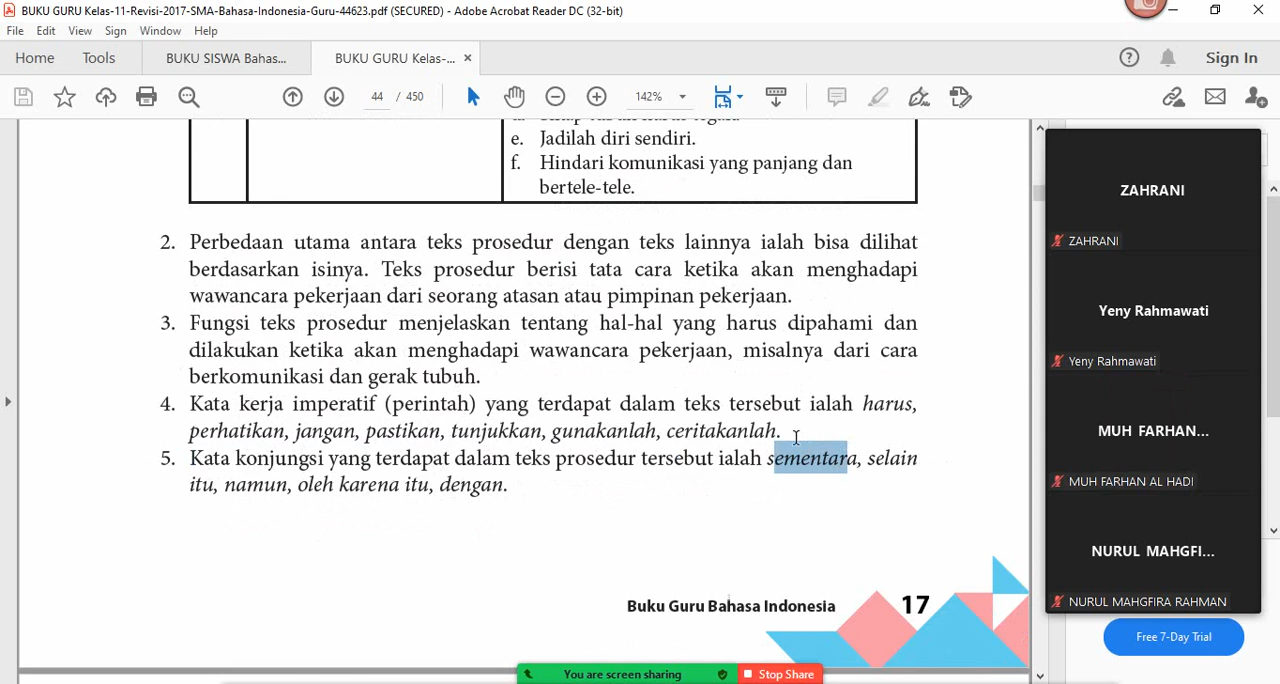 BUKU GURU Kelas-11-Revisi-2017-SMA-Bahasa-Indonesia-Guru-44623.pdf (SECURED) - Adobe Acrobat Reader DC (32-bit)
File Edit View Sign Window Help
Home Tools BUKU SISWA Bahas... BUKU GURU Kelas-... × Sign In
44 / 450 142%
e. Jadilah diri sendiri.
f. Hindari komunikasi yang panjang dan
bertele-tele.
2. Perbedaan utama antara teks prosedur dengan teks lainnya ialah bisa dilihat
berdasarkan isinya. Teks prosedur berisi tata cara ketika akan menghadapi
wawancara pekerjaan dari seorang atasan atau pimpinan pekerjaan.
3. Fungsi teks prosedur menjelaskan tentang hal-hal yang harus dipahami dan
dilakukan ketika akan menghadapi wawancara pekerjaan, misalnya dari cara
berkomunikasi dan gerak tubuh.
4. Kata kerja imperatif (perintah) yang terdapat dalam teks tersebut ialah harus,
perhatikan, jangan, pastikan, tunjukkan, gunakanlah, ceritakanlah.
5. Kata konjungsi yang terdapat dalam teks prosedur tersebut ialah sementara, selain
itu, namun, oleh karena itu, dengan.
Buku Guru Bahasa Indonesia 17
ZAHRANI
ZAHRANI
Yeny Rahmawati
Yeny Rahmawati
MUH FARHAN...
MUH FARHAN AL HADI
NURUL MAHGFI...
NURUL MAHGFIRA RAHMAN
Free 7-Day Trial
You are screen sharing Stop Share